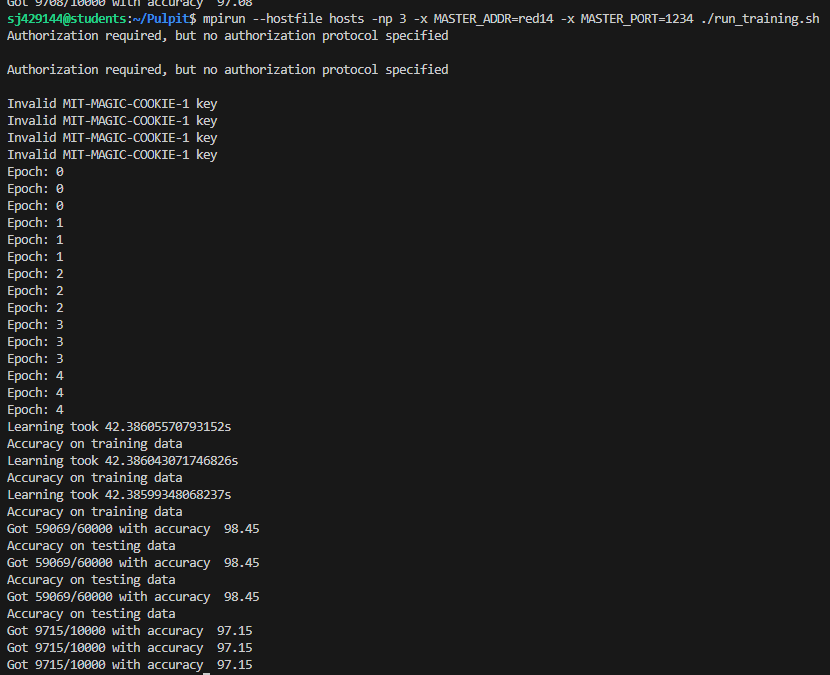 Got 9708/10000 with accuracy  97.08
sj429144@students:~/Pulpit$ mpirun --hostfile hosts -np 3 -x MASTER_ADDR=red14 -x MASTER_PORT=1234 ./run_training.sh
Authorization required, but no authorization protocol specified
Authorization required, but no authorization protocol specified
Invalid MIT-MAGIC-COOKIE-1 key
Invalid MIT-MAGIC-COOKIE-1 key
Invalid MIT-MAGIC-COOKIE-1 key
Invalid MIT-MAGIC-COOKIE-1 key
Epoch: 0
Epoch: 0
Epoch: 0
Epoch: 1
Epoch: 1
Epoch: 1
Epoch: 2
Epoch: 2
Epoch: 2
Epoch: 3
Epoch: 3
Epoch: 3
Epoch: 4
Epoch: 4
Epoch: 4
Learning took 42.38605570793152s
Accuracy on training data
Learning took 42.386043071746826s
Accuracy on training data
Learning took 42.38599348068237s
Accuracy on training data
Got 59069/60000 with accuracy  98.45
Accuracy on testing data
Got 59069/60000 with accuracy  98.45
Accuracy on testing data
Got 59069/60000 with accuracy  98.45
Accuracy on testing data
Got 9715/10000 with accuracy  97.15
Got 9715/10000 with accuracy  97.15
Got 9715/10000 with accuracy  97.15